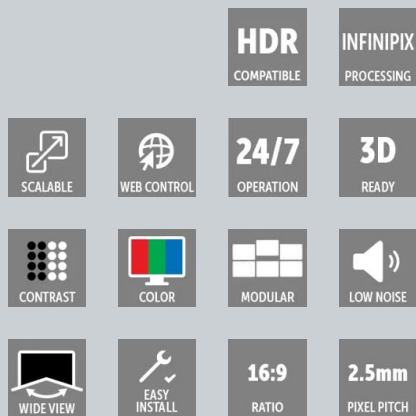 HDR
COMPATIBLE
INFINIPIX
PROCESSING
SCALABLE
WEB CONTROL
24/7
OPERATION
3D
READY
CONTRAST
COLOR
MODULAR
LOW NOISE
WIDE VIEW
EASY
INSTALL
16:9
RATIO
2.5mm
PIXEL PITCH